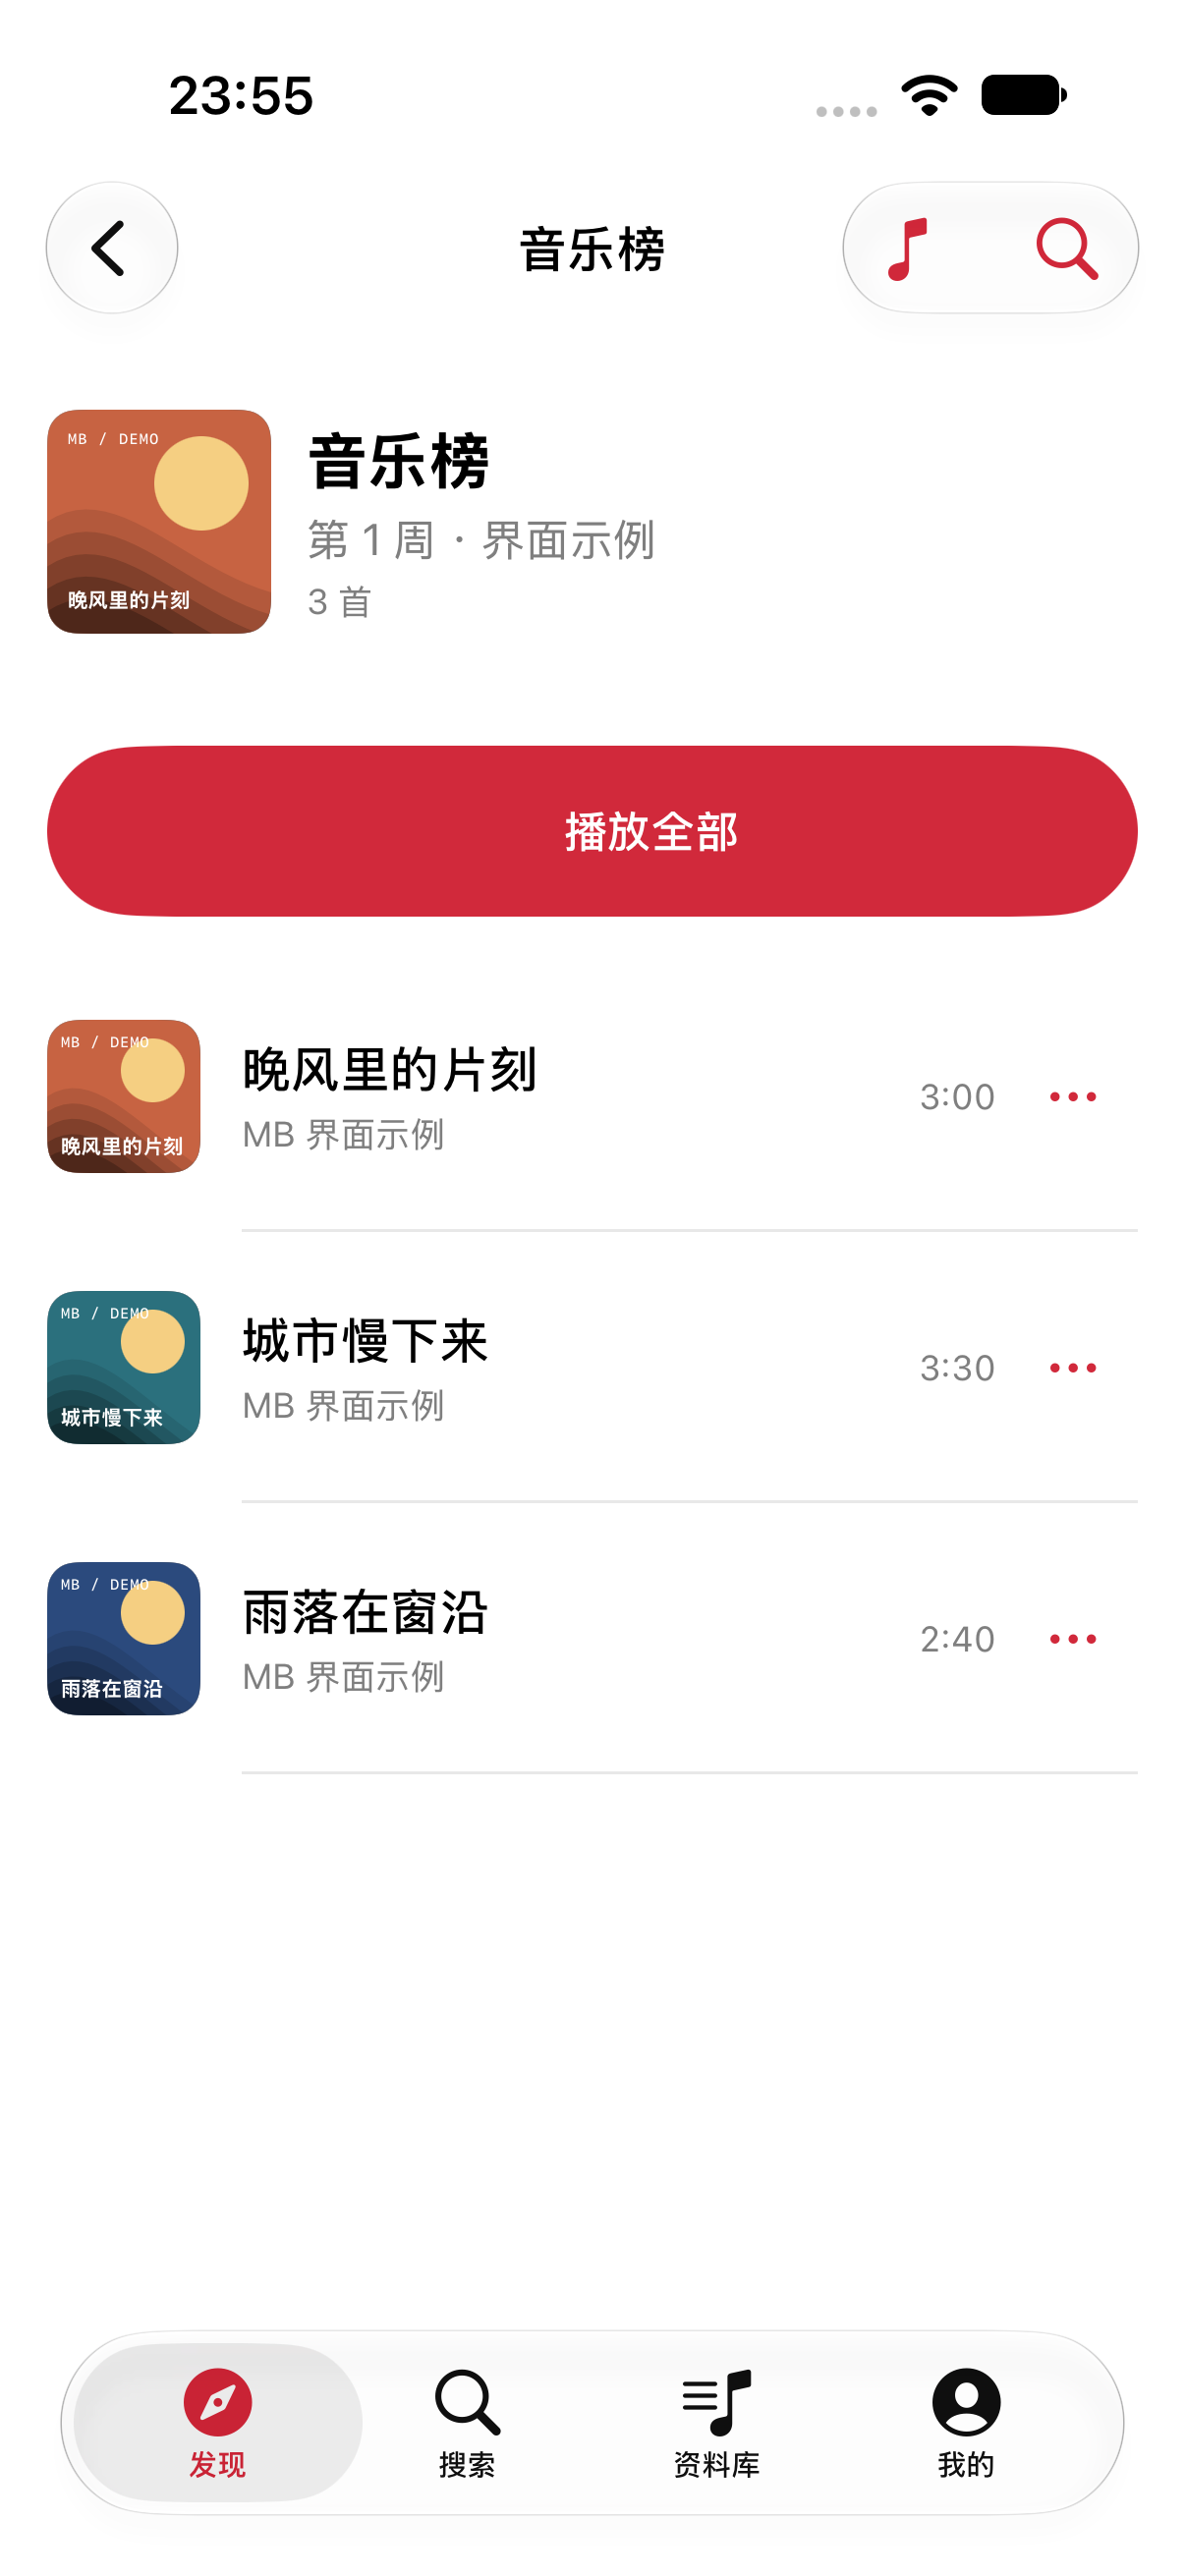 23:55
音乐榜
MB / DEMO
晚风里的片刻
音乐榜
第 1 周 · 界面示例
3 首
播放全部
MB / DEMO
晚风里的片刻
晚风里的片刻
MB 界面示例
3:00
MB / DEMO
城市慢下来
城市慢下来
MB 界面示例
3:30
MB / DEMO
雨落在窗沿
雨落在窗沿
MB 界面示例
2:40
发现
搜索
资料库
我的